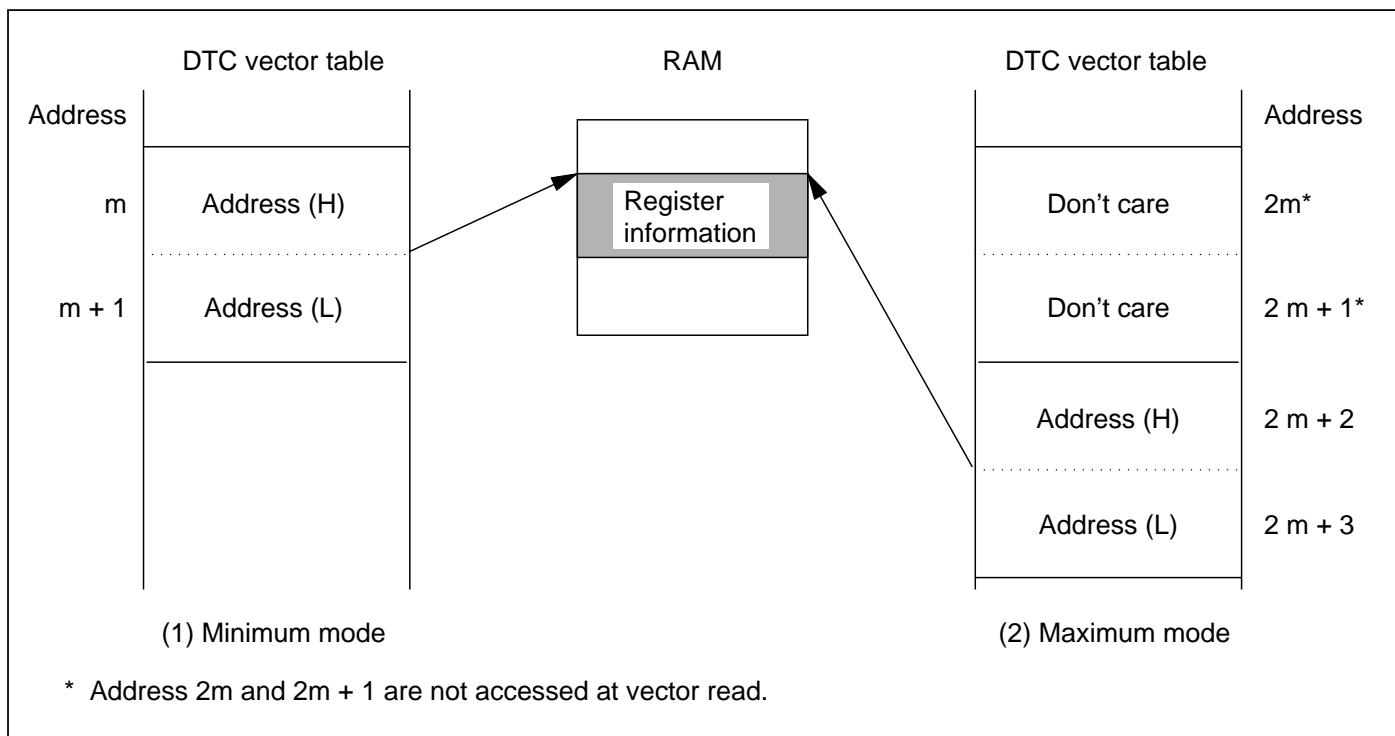 DTC vector table RAM DTC vector table
Address Address
m Address (H) Register information Don't care 2m*
m + 1 Address (L) Don't care 2 m + 1*
Address (H) 2 m + 2
Address (L) 2 m + 3
(1) Minimum mode (2) Maximum mode
* Address 2m and 2m + 1 are not accessed at vector read.